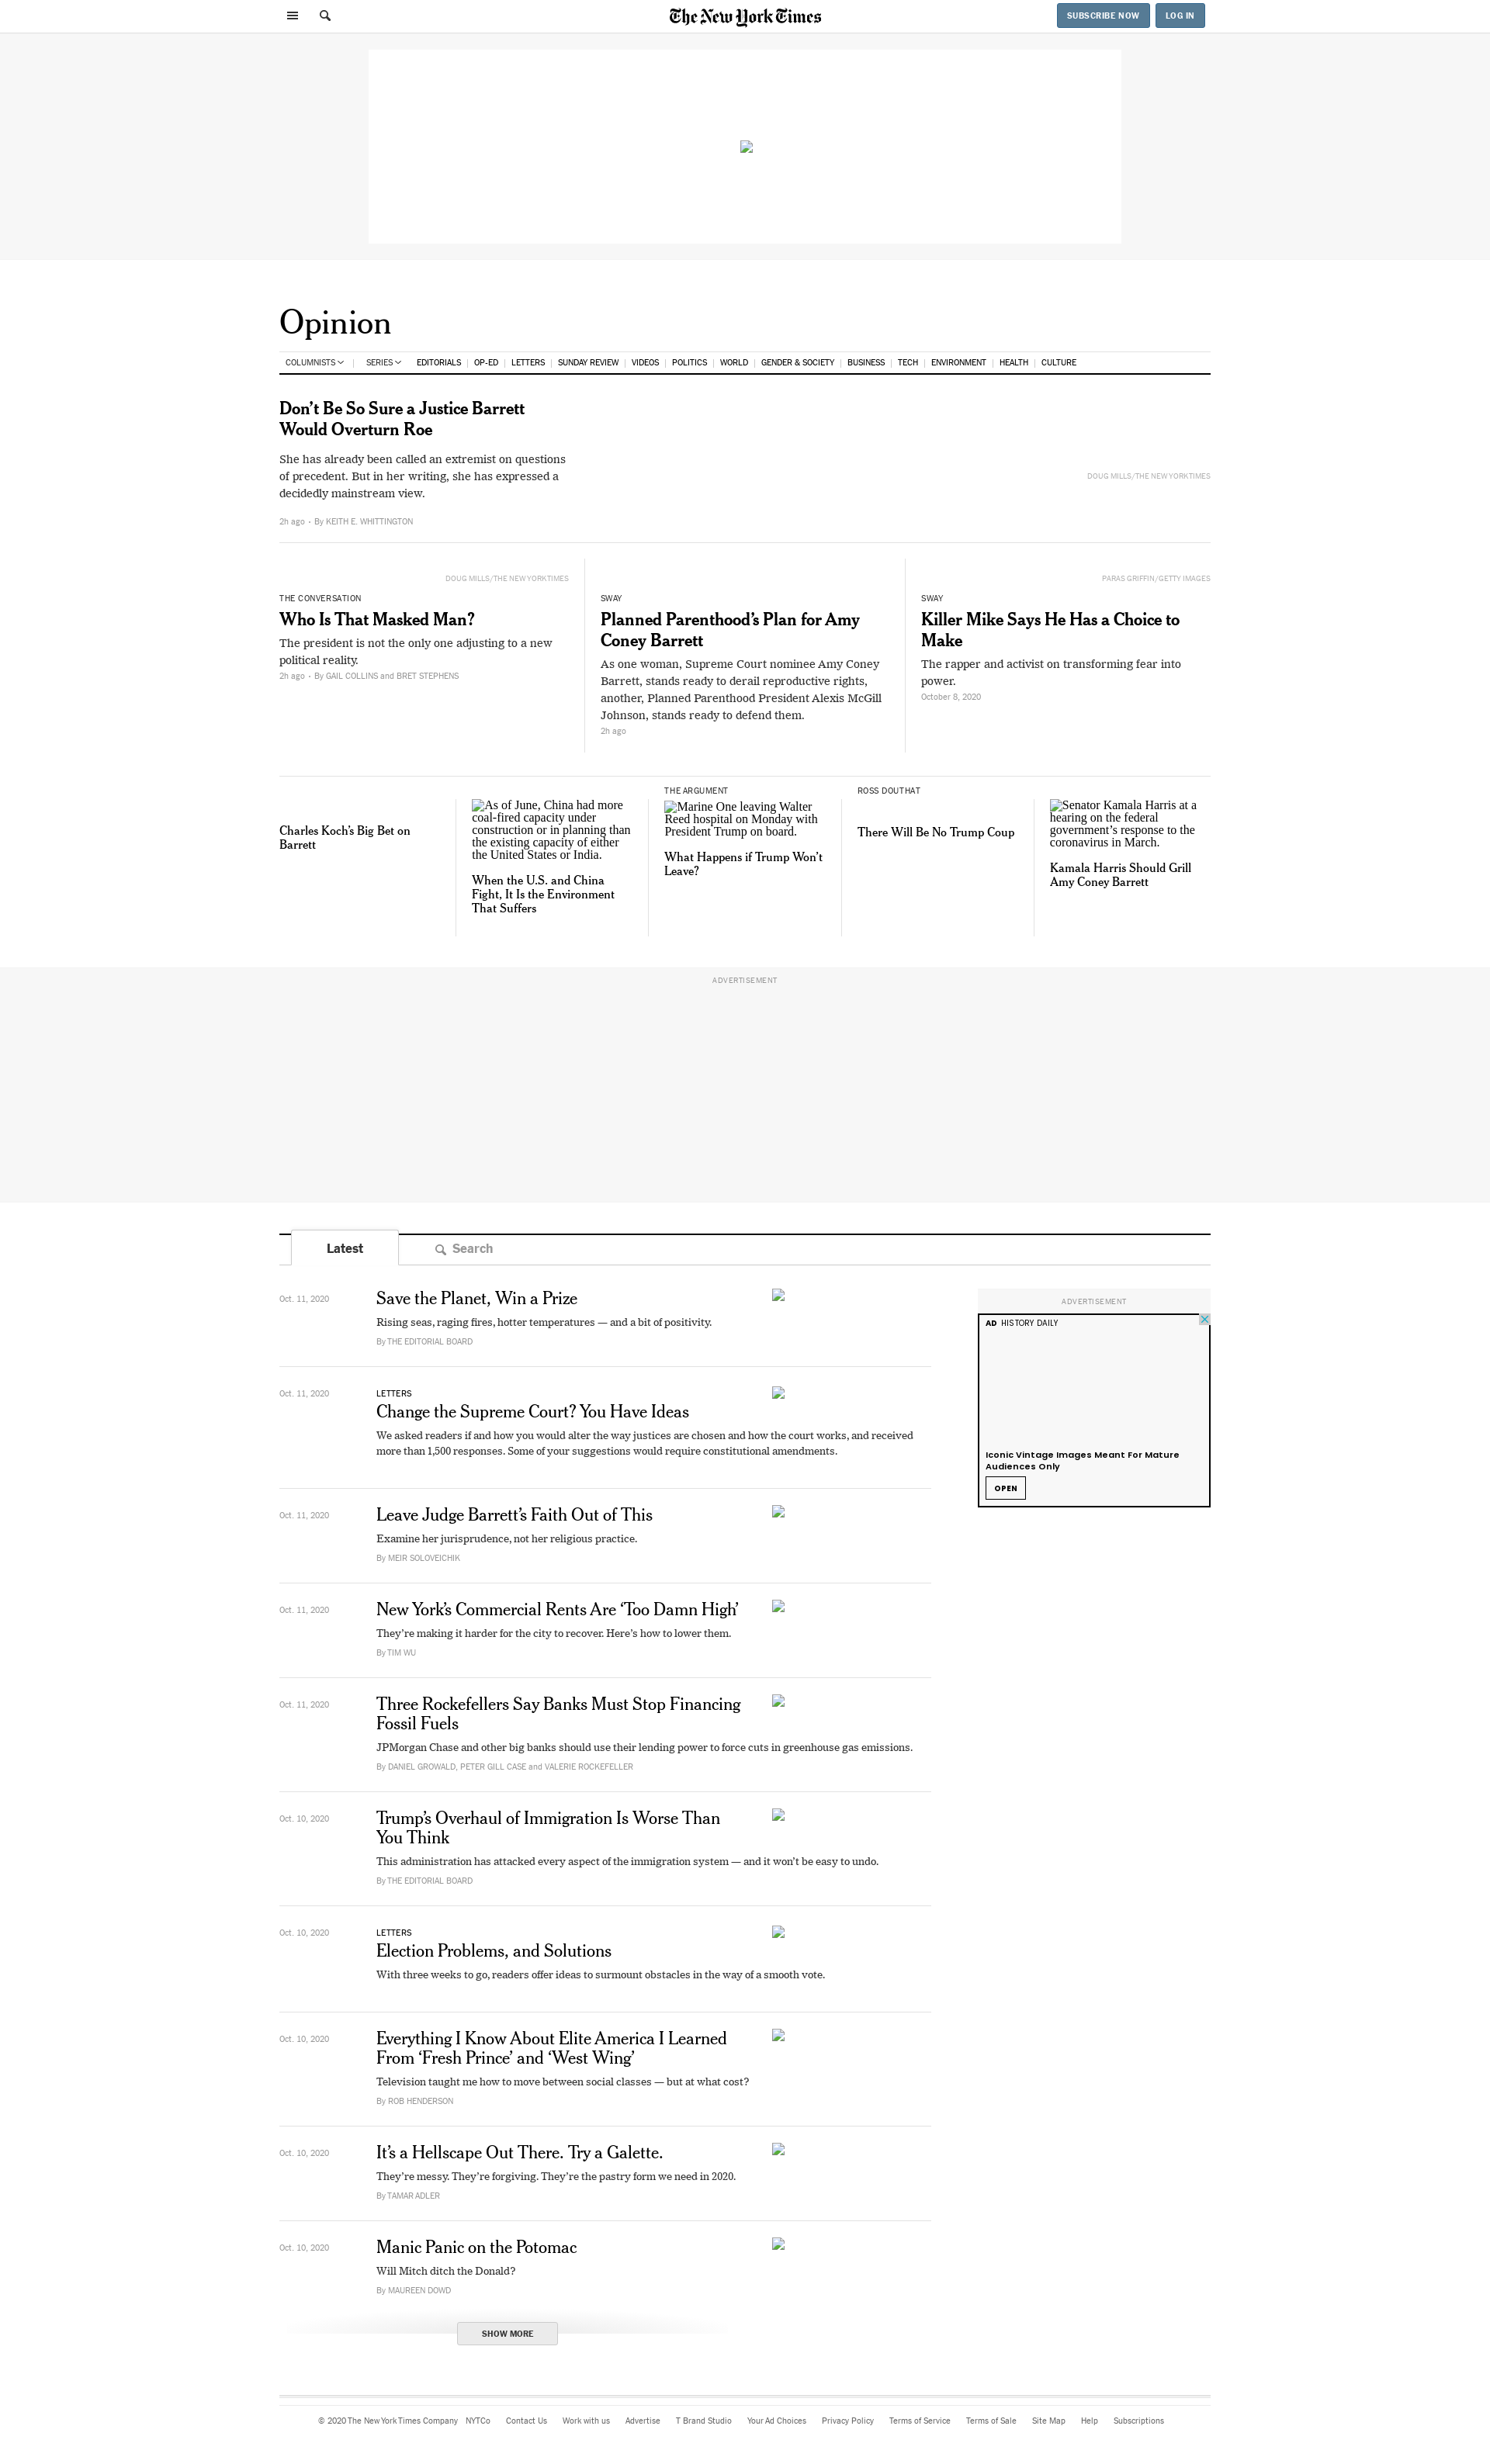 The New York Times
SUBSCRIBE NOW
LOG IN
Opinion
COLUMNISTS
SERIES
EDITORIALS
OP-ED
LETTERS
SUNDAY REVIEW
VIDEOS
POLITICS
WORLD
GENDER & SOCIETY
BUSINESS
TECH
ENVIRONMENT
HEALTH
CULTURE
Don’t Be So Sure a Justice Barrett
Would Overturn Roe
She has already been called an extremist on questions
of precedent. But in her writing, she has expressed a
decidedly mainstream view.
2h ago • By KEITH E. WHITTINGTON
DOUG MILLS/THE NEW YORK TIMES
DOUG MILLS/THE NEW YORK TIMES
THE CONVERSATION
Who Is That Masked Man?
The president is not the only one adjusting to a new
political reality.
2h ago • By GAIL COLLINS and BRET STEPHENS
SWAY
Planned Parenthood’s Plan for Amy
Coney Barrett
As one woman, Supreme Court nominee Amy Coney
Barrett, stands ready to derail reproductive rights,
another, Planned Parenthood President Alexis McGill
Johnson, stands ready to defend them.
2h ago
PARAS GRIFFIN/GETTY IMAGES
SWAY
Killer Mike Says He Has a Choice to
Make
The rapper and activist on transforming fear into
power.
October 8, 2020
Charles Koch’s Big Bet on
Barrett
As of June, China had more
coal-fired capacity under
construction or in planning than
the existing capacity of either
the United States or India.
When the U.S. and China
Fight, It Is the Environment
That Suffers
THE ARGUMENT
Marine One leaving Walter
Reed hospital on Monday with
President Trump on board.
What Happens if Trump Won’t
Leave?
ROSS DOUTHAT
There Will Be No Trump Coup
Senator Kamala Harris at a
hearing on the federal
government’s response to the
coronavirus in March.
Kamala Harris Should Grill
Amy Coney Barrett
ADVERTISEMENT
Latest
Search
Oct. 11, 2020
Save the Planet, Win a Prize
Rising seas, raging fires, hotter temperatures — and a bit of positivity.
By THE EDITORIAL BOARD
Oct. 11, 2020
LETTERS
Change the Supreme Court? You Have Ideas
We asked readers if and how you would alter the way justices are chosen and how the court works, and received
more than 1,500 responses. Some of your suggestions would require constitutional amendments.
Oct. 11, 2020
Leave Judge Barrett’s Faith Out of This
Examine her jurisprudence, not her religious practice.
By MEIR SOLOVEICHIK
Oct. 11, 2020
New York’s Commercial Rents Are ‘Too Damn High’
They’re making it harder for the city to recover. Here’s how to lower them.
By TIM WU
Oct. 11, 2020
Three Rockefellers Say Banks Must Stop Financing
Fossil Fuels
JPMorgan Chase and other big banks should use their lending power to force cuts in greenhouse gas emissions.
By DANIEL GROWALD, PETER GILL CASE and VALERIE ROCKEFELLER
Oct. 10, 2020
Trump’s Overhaul of Immigration Is Worse Than
You Think
This administration has attacked every aspect of the immigration system — and it won’t be easy to undo.
By THE EDITORIAL BOARD
Oct. 10, 2020
LETTERS
Election Problems, and Solutions
With three weeks to go, readers offer ideas to surmount obstacles in the way of a smooth vote.
Oct. 10, 2020
Everything I Know About Elite America I Learned
From ‘Fresh Prince’ and ‘West Wing’
Television taught me how to move between social classes — but at what cost?
By ROB HENDERSON
Oct. 10, 2020
It’s a Hellscape Out There. Try a Galette.
They’re messy. They’re forgiving. They’re the pastry form we need in 2020.
By TAMAR ADLER
Oct. 10, 2020
Manic Panic on the Potomac
Will Mitch ditch the Donald?
By MAUREEN DOWD
SHOW MORE
ADVERTISEMENT
AD HISTORY DAILY
Iconic Vintage Images Meant For Mature
Audiences Only
OPEN
© 2020 The New York Times Company
NYTCo
Contact Us
Work with us
Advertise
T Brand Studio
Your Ad Choices
Privacy Policy
Terms of Service
Terms of Sale
Site Map
Help
Subscriptions